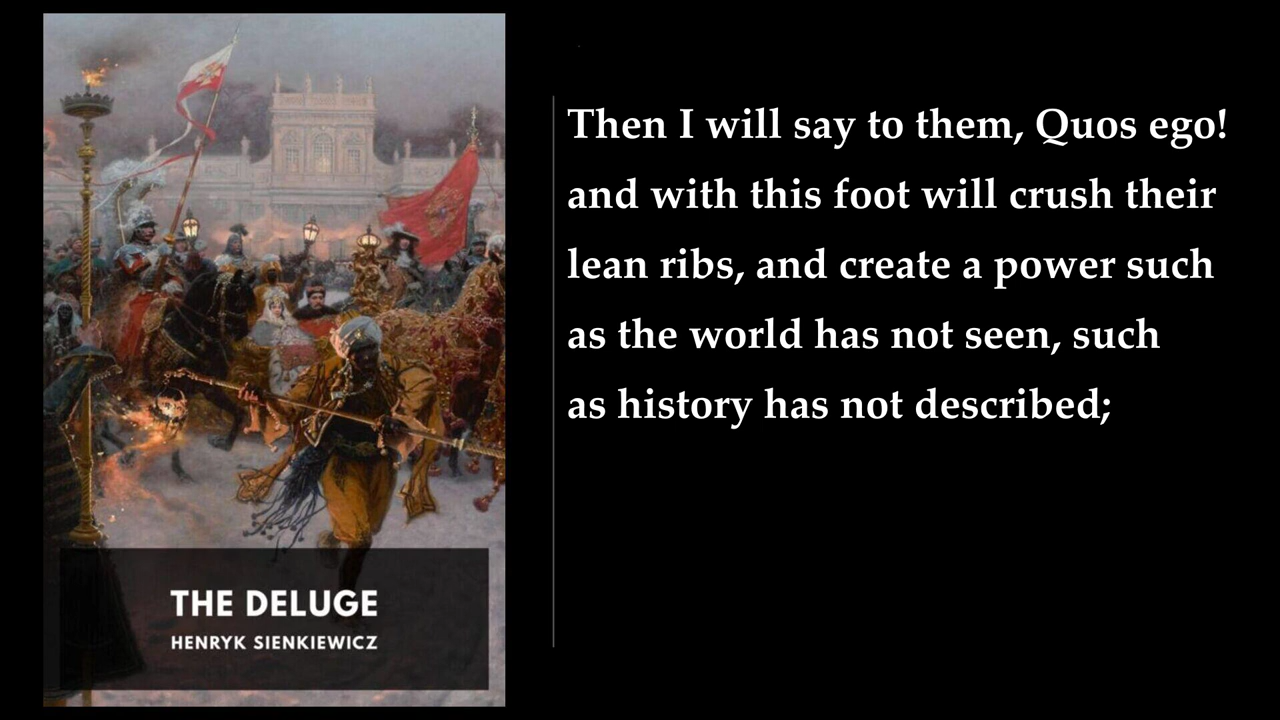 Then I will say to them, Quos ego!
and with this foot will crush their
lean ribs, and create a power such
as the world has not seen, such
as history has not described;
THE DELUGE
HENRYK SIENKIEWICZ